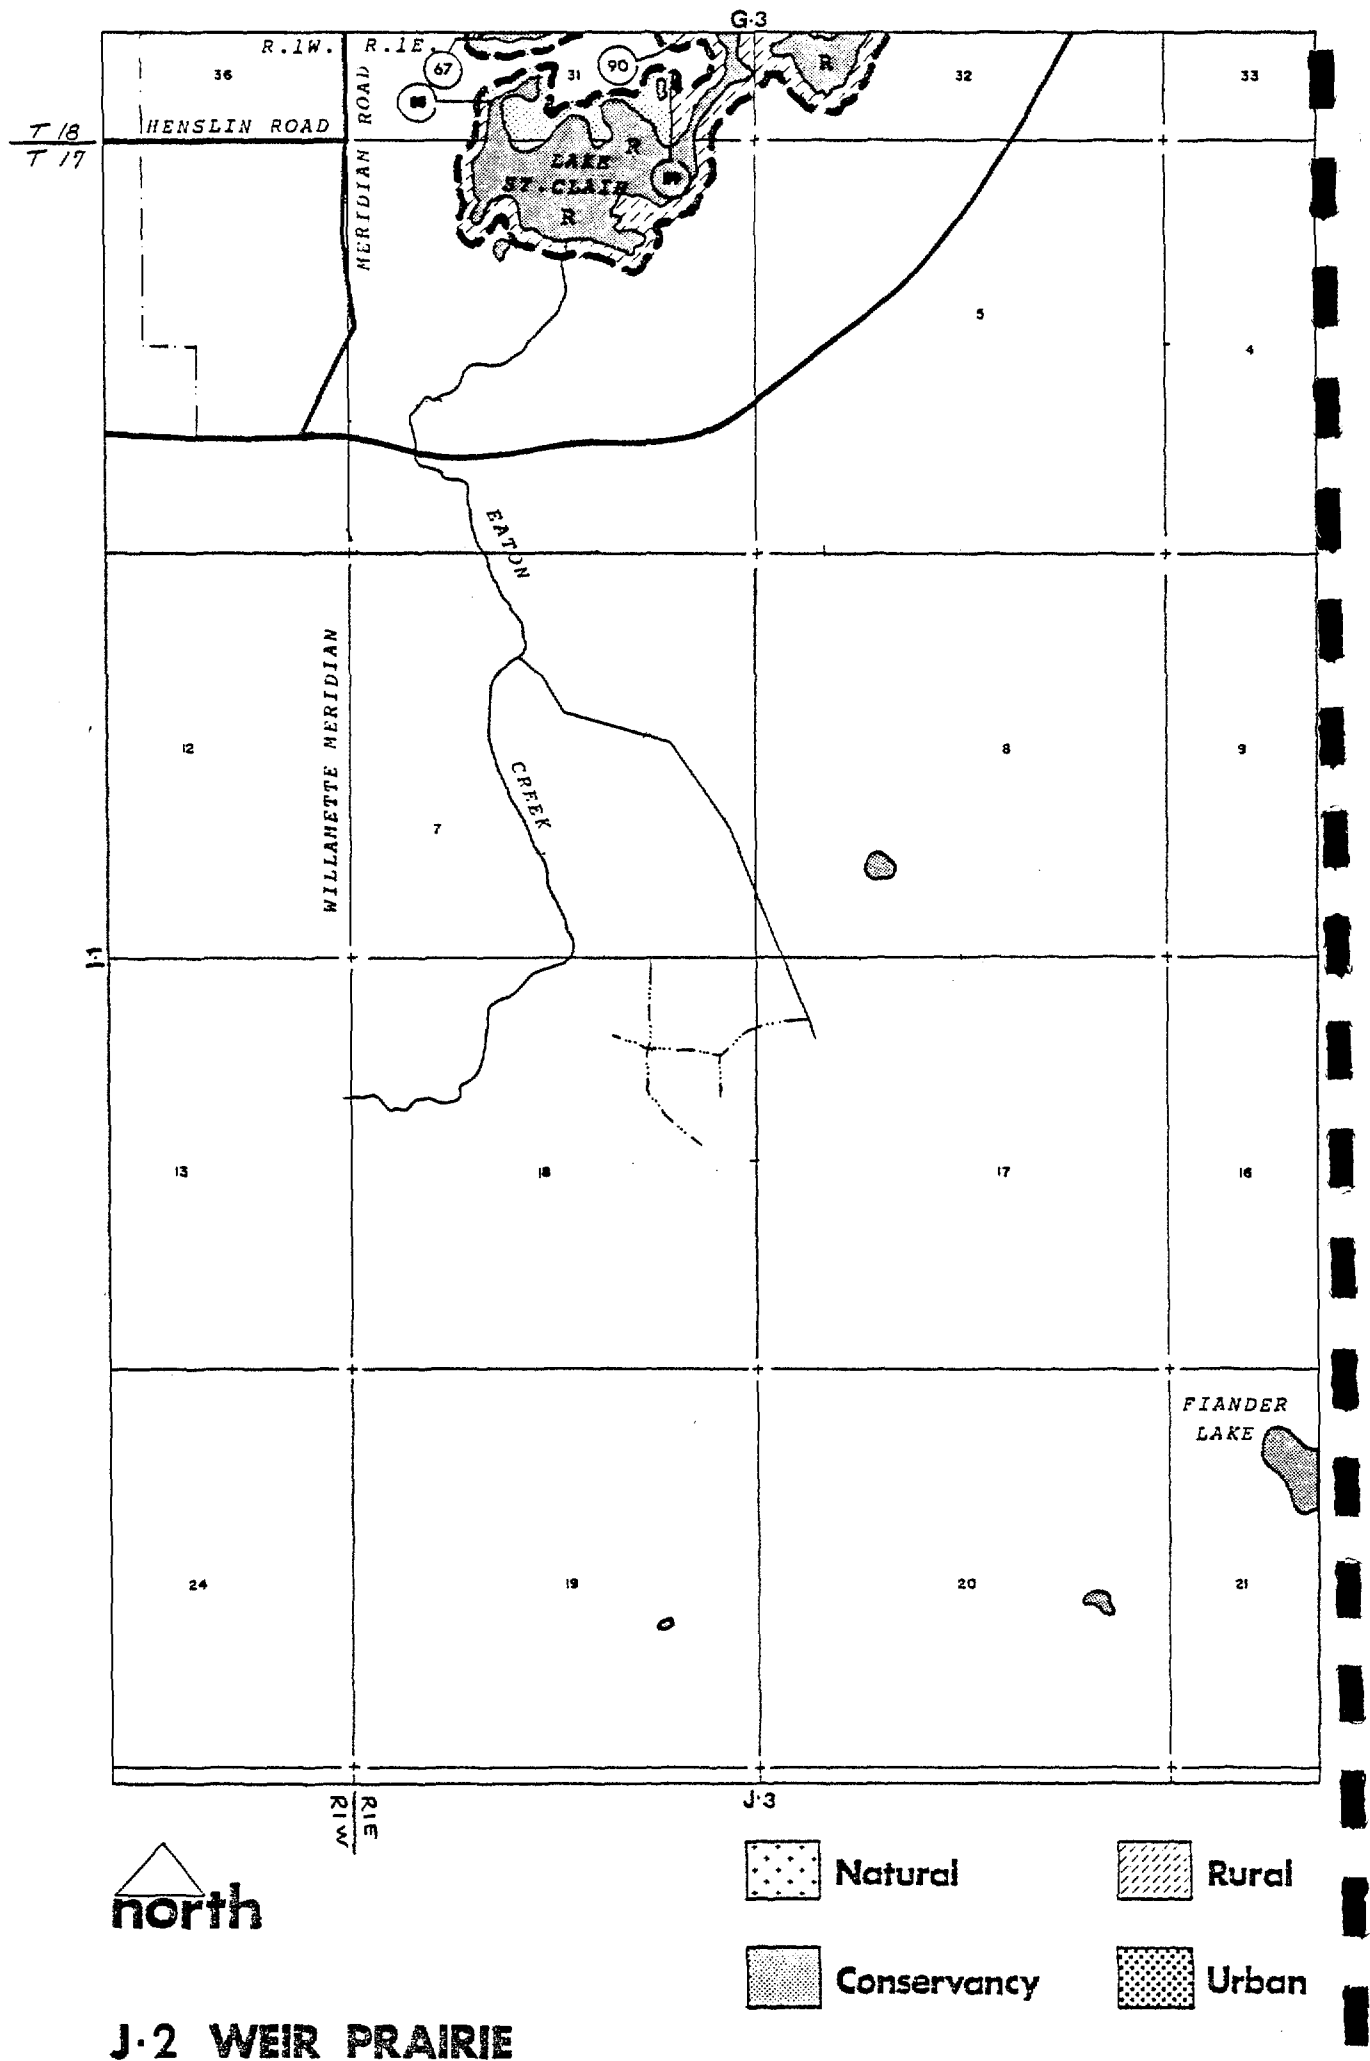 G·3
R.1W. R.1E.
36
67
31
90
R
32
33
T 18
HENSLIN ROAD
T 17
MERIDIAN ROAD
R
LAKE
ST. CLAIR
R
5
4
EATON
WILLAMETTE MERIDIAN
12
8
9
CREEK
7
13
18
17
16
FIANDER
LAKE
24
19
20
21
R1W
R1E
J·3
north
Natural
Rural
Conservancy
Urban
J·2 WEIR PRAIRIE